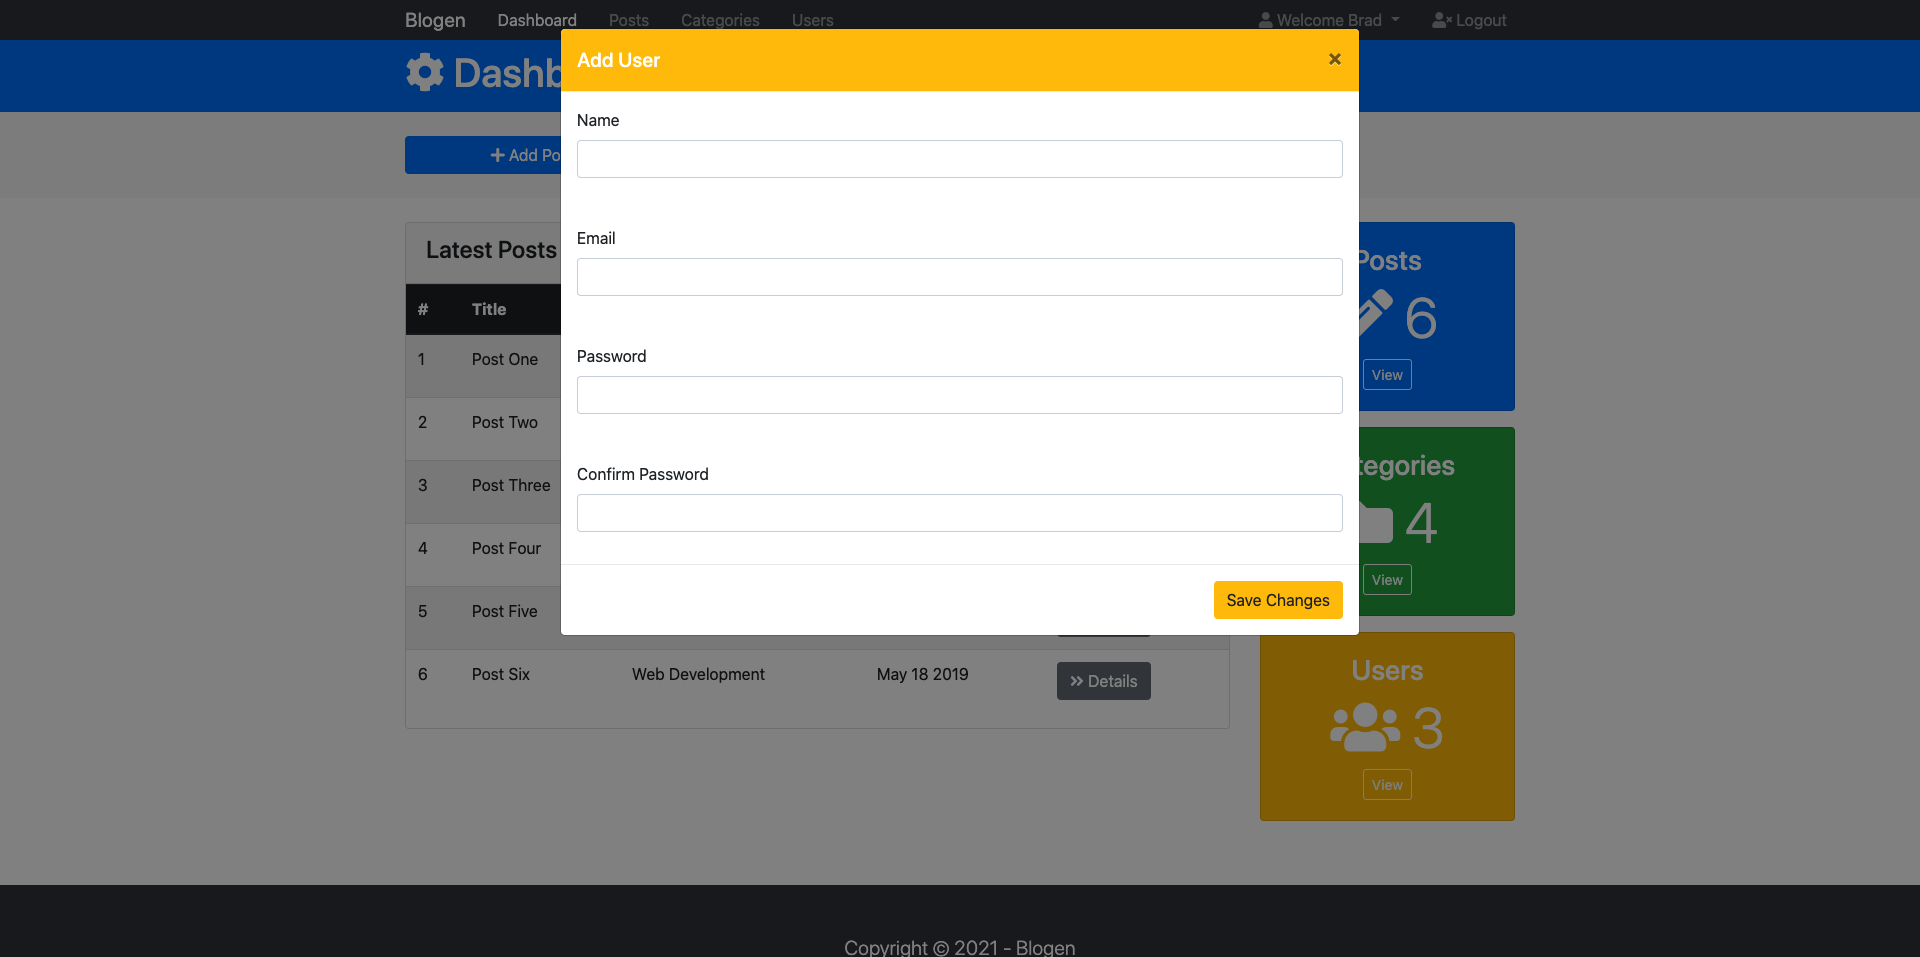 Blogen Dashboard Posts Categories Users Welcome Brad Logout
Dashb
Add User ×
Name
Email
Password
Confirm Password
Save Changes
+ Add Po
Latest Posts
# Title
1 Post One
2 Post Two
3 Post Three
4 Post Four
5 Post Five
6 Post Six Web Development May 18 2019 Details
Posts
6
View
tegories
4
View
Users
3
View
Copyright © 2021 - Blogen